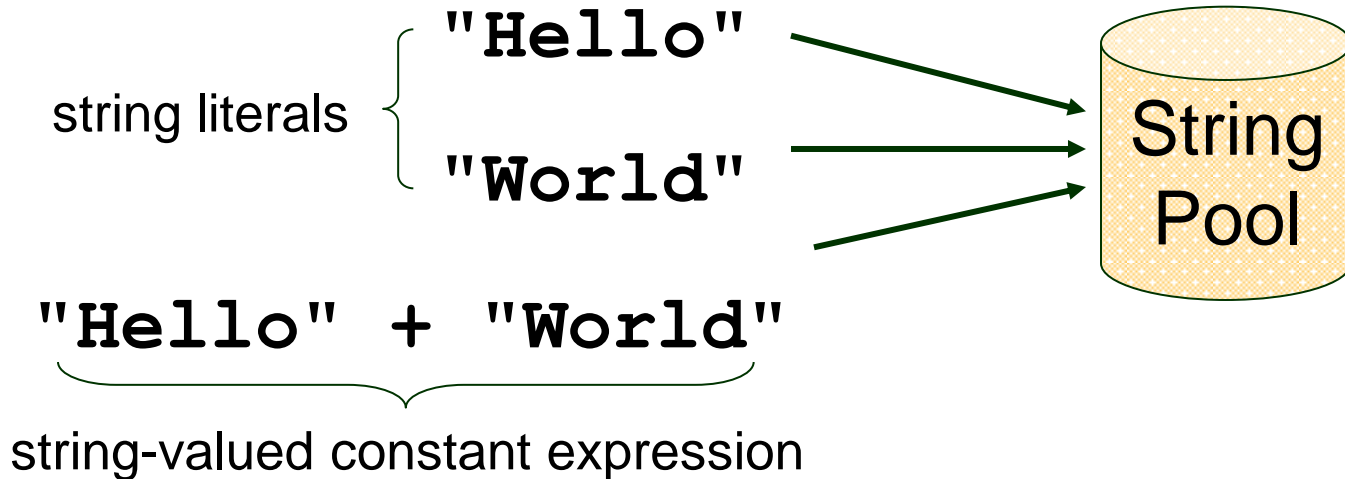 "Hello"
string literals
"World"
String
Pool
"Hello" + "World"
string-valued constant expression